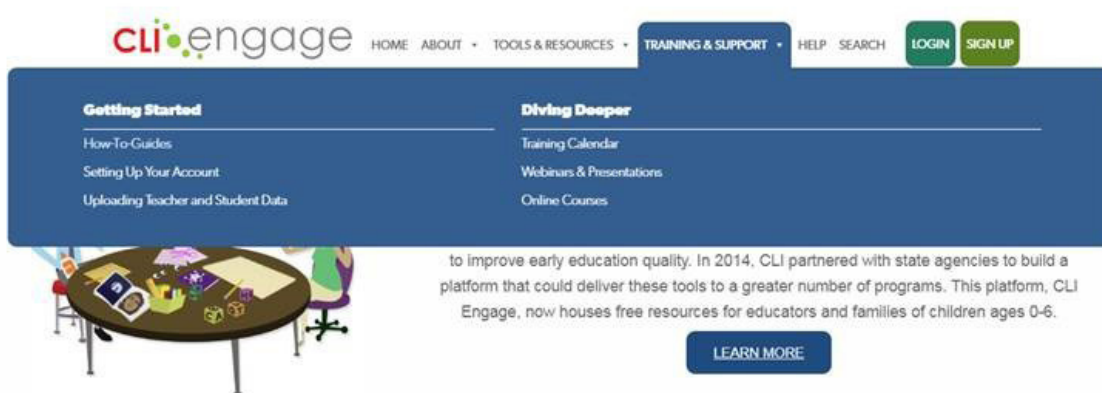 cli engage
HOME ABOUT TOOLS & RESOURCES TRAINING & SUPPORT HELP SEARCH LOGIN SIGN UP
Getting Started
How-To-Guides
Setting Up Your Account
Uploading Teacher and Student Data
Diving Deeper
Training Calendar
Webinars & Presentations
Online Courses
to improve early education quality. In 2014, CLI partnered with state agencies to build a
platform that could deliver these tools to a greater number of programs. This platform, CLI
Engage, now houses free resources for educators and families of children ages 0-6.
LEARN MORE